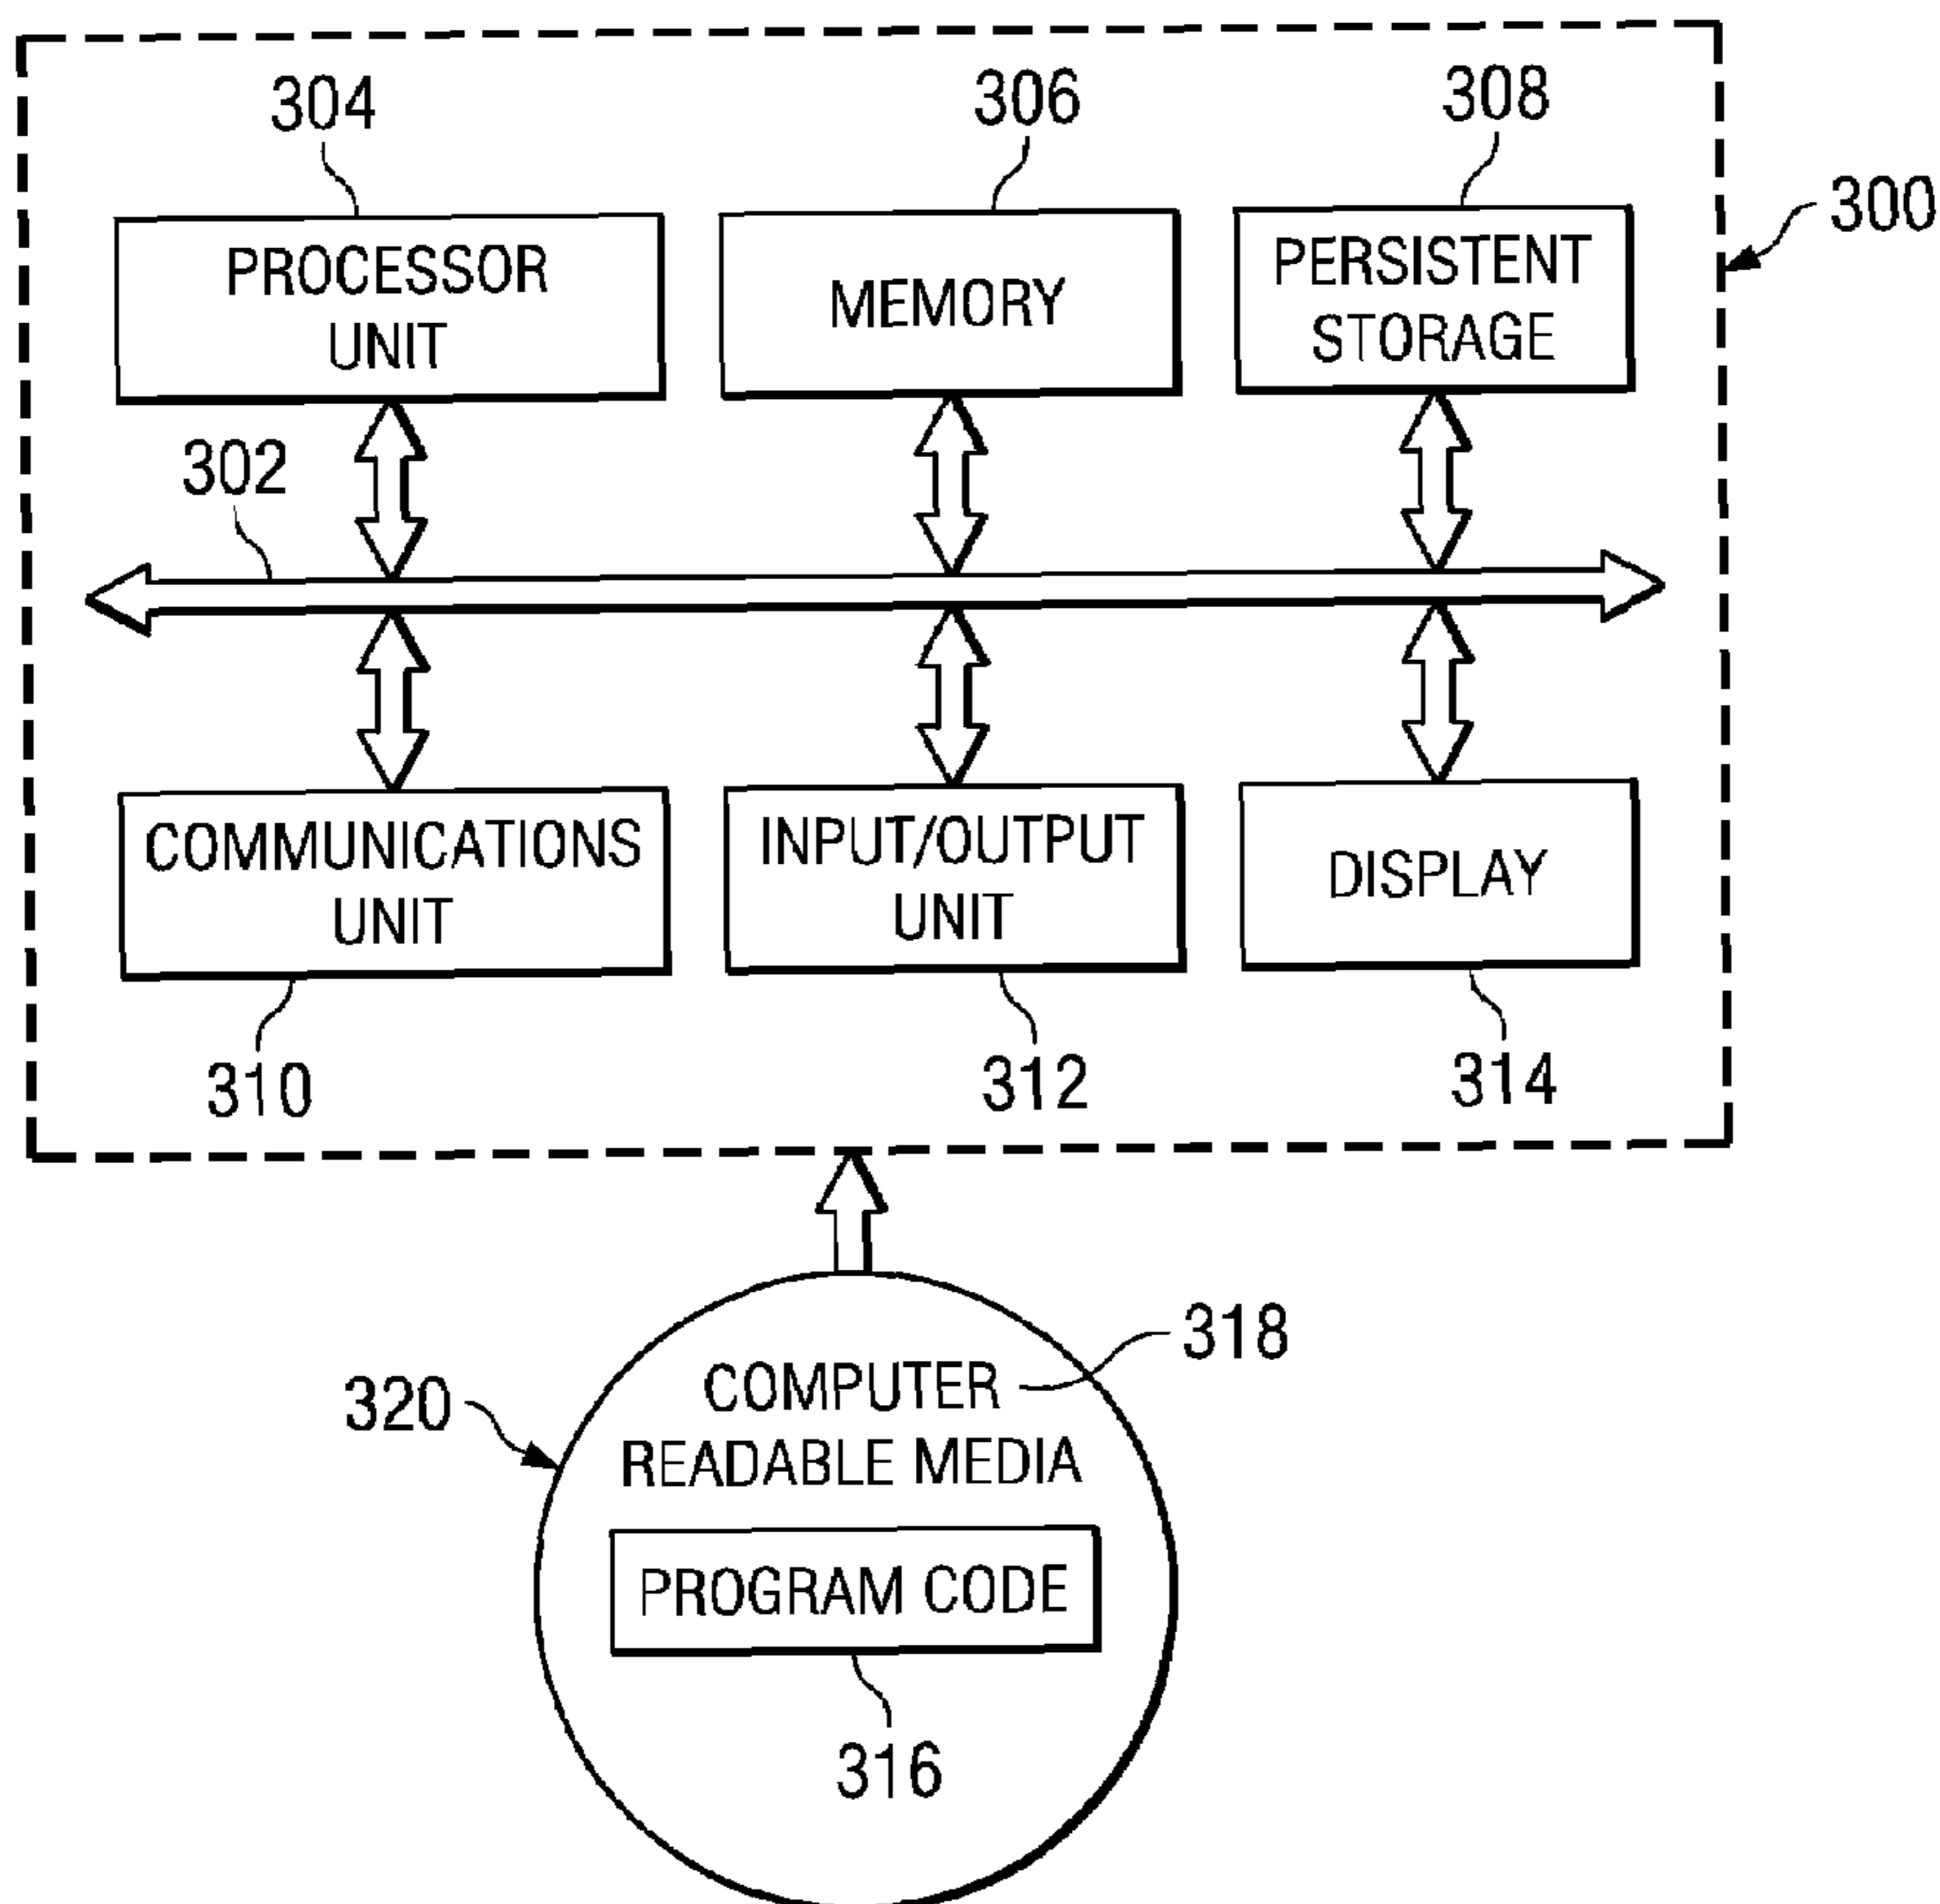 304
306
308
300
PROCESSOR
UNIT
MEMORY
PERSISTENT
STORAGE
302
COMMUNICATIONS
UNIT
INPUT/OUTPUT
UNIT
DISPLAY
310
312
314
318
320
COMPUTER
READABLE MEDIA
PROGRAM CODE
316